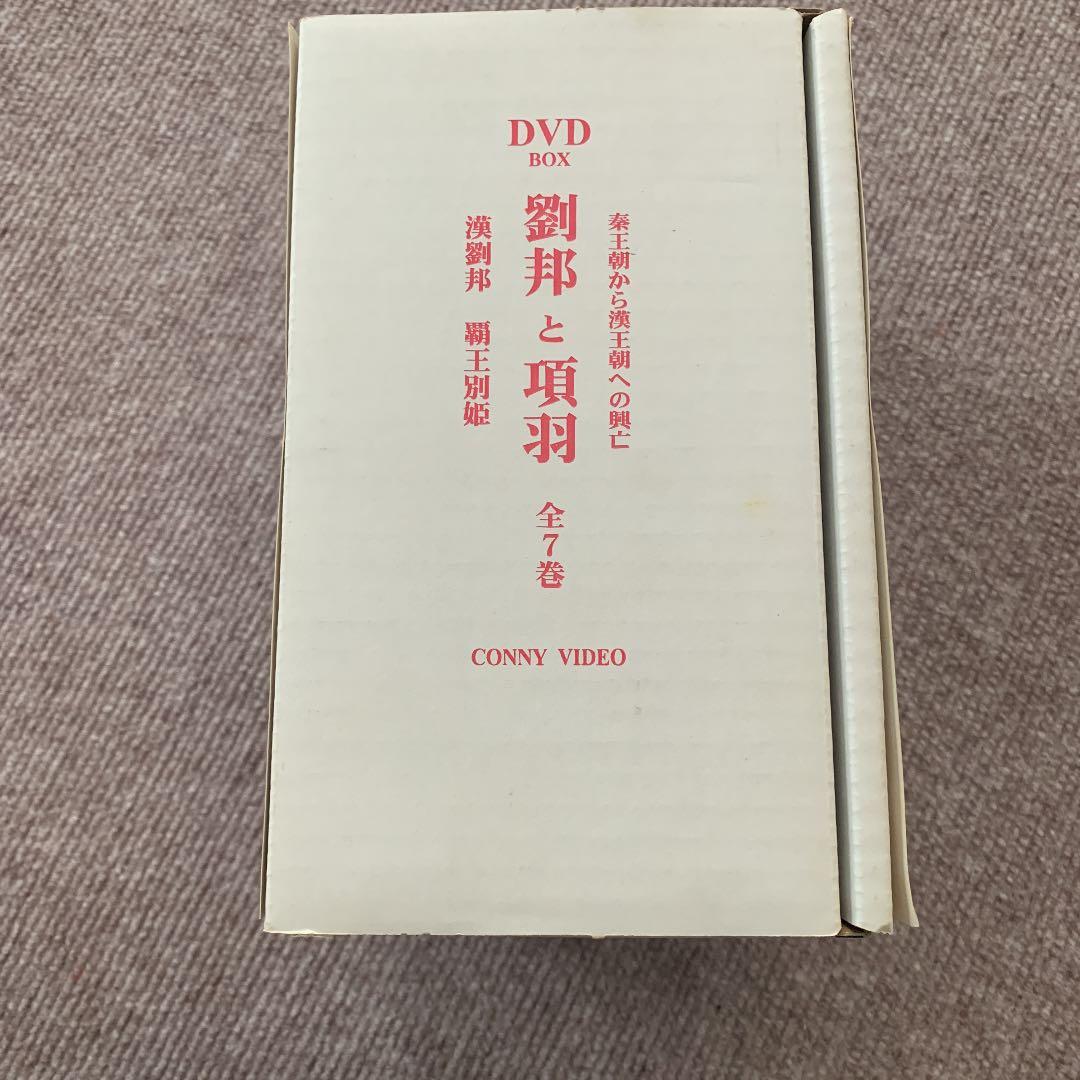 DVD
BOX
秦王朝から漢王朝への興亡
劉邦と項羽 全7巻
漢劉邦 覇王別姫
CONNY VIDEO